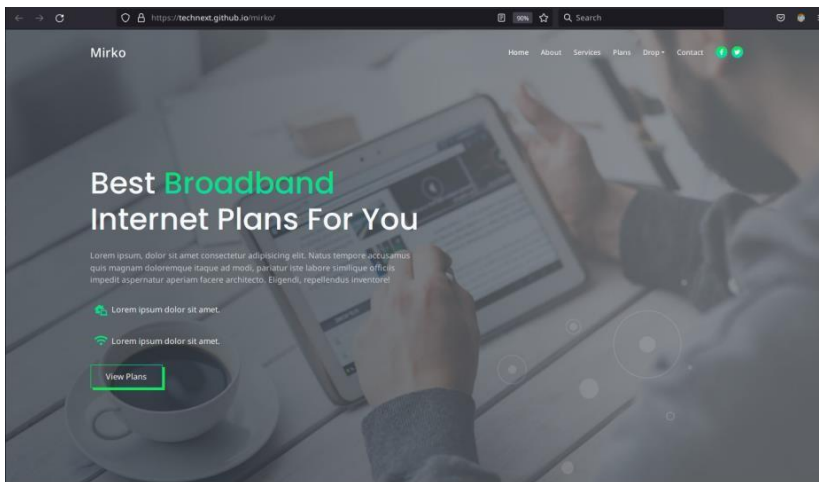 https://technext.github.io/mirko/
90%
Search
Mirko
Home About Services Plans Drop Contact
Best Broadband
Internet Plans For You
Lorem ipsum, dolor sit amet consectetur adipisicing elit. Natus tempore accusamus
quis magnam doloremque itaque ad modi, pariatur iste labore similique officiis
impedit aspernatur aperiam facere architecto. Eligendi, repellendus inventore!
Lorem ipsum dolor sit amet.
Lorem ipsum dolor sit amet.
View Plans